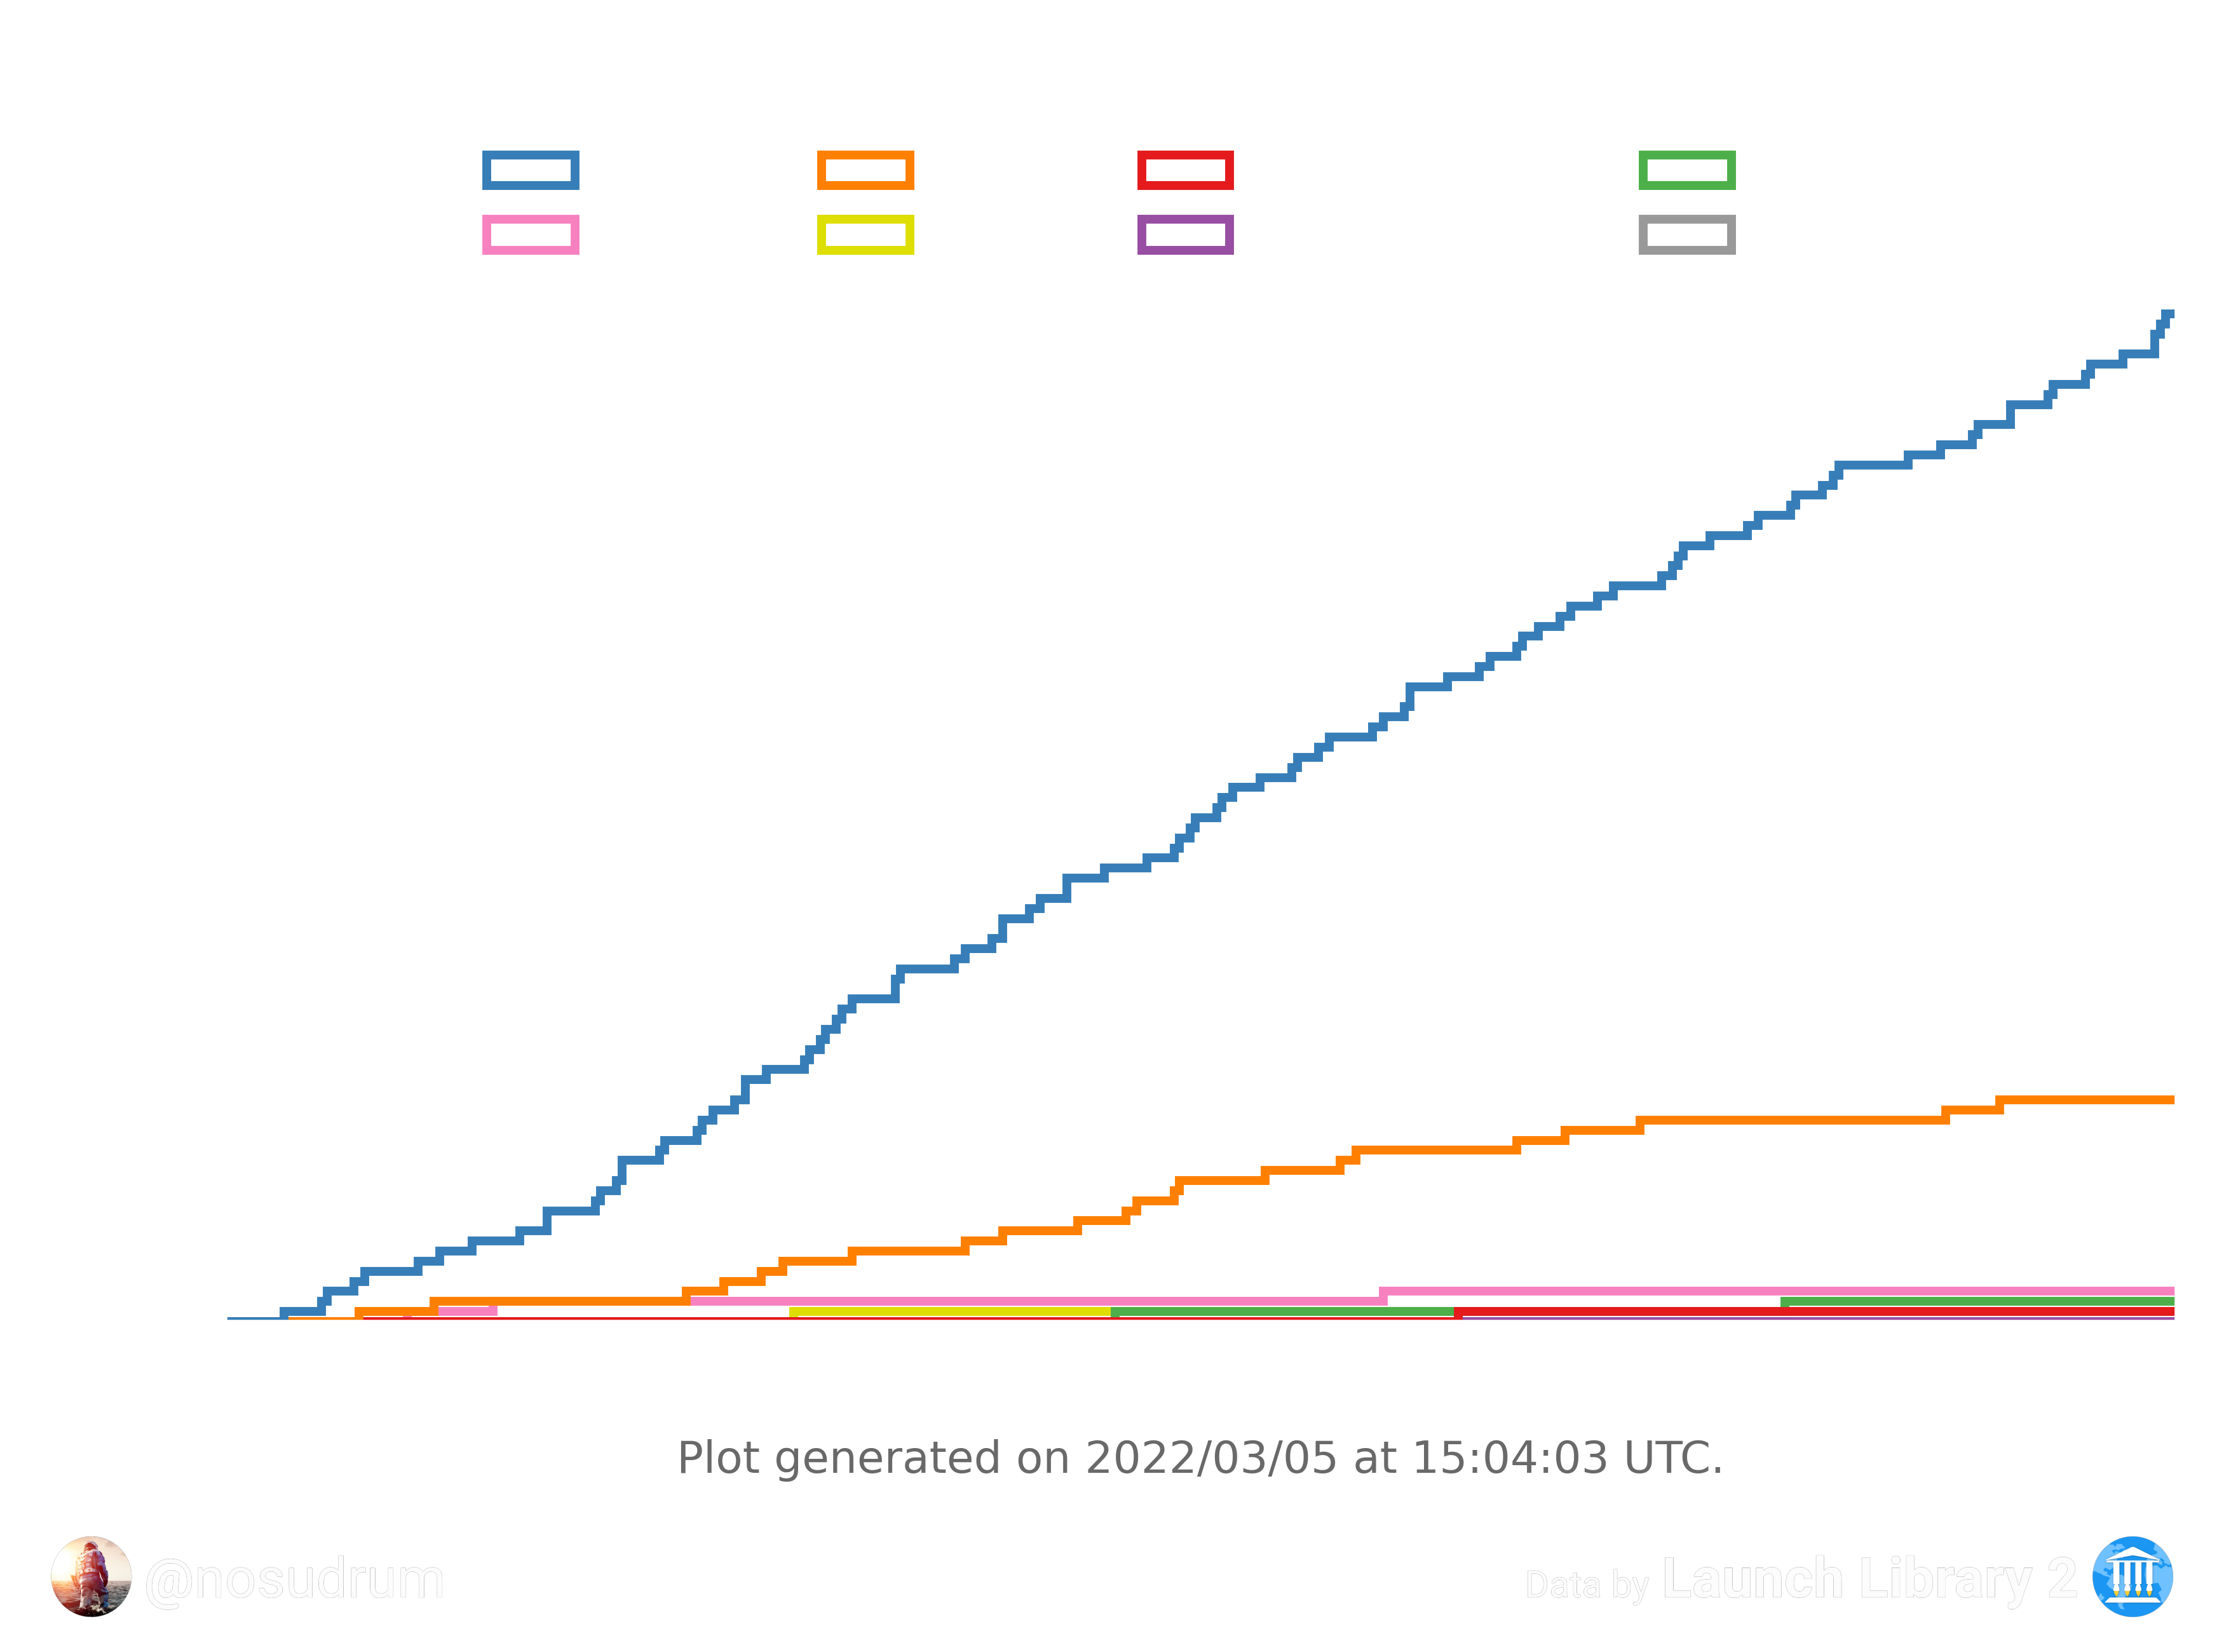 Plot generated on 2022/03/05 at 15:04:03 UTC.
@nosudrum
Data by Launch Library 2